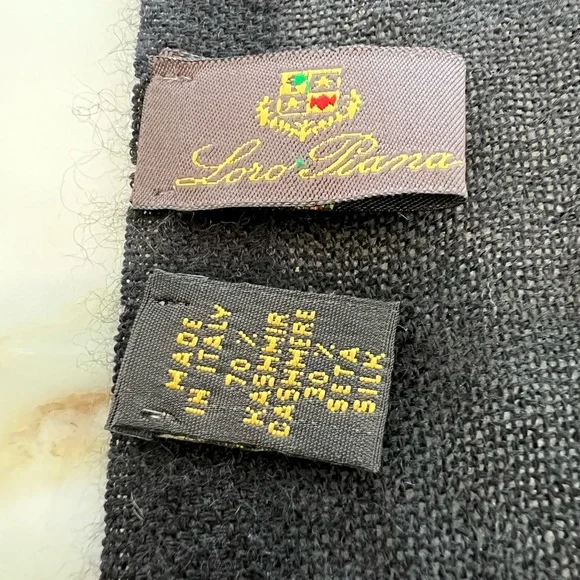 Loro Piana
MADE
IN ITALY
70%
KASHMIR
CASHMERE
30%
SETA
SILK